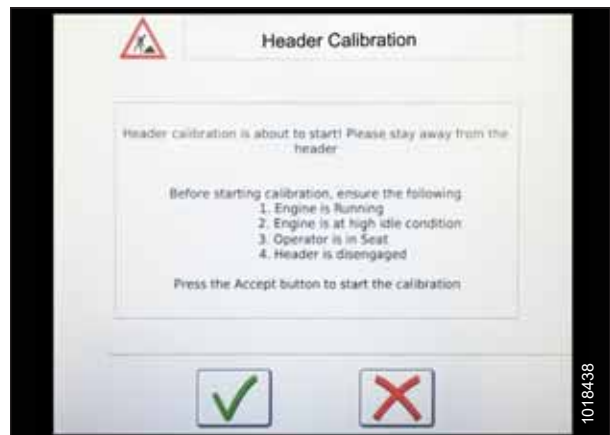 Header Calibration
Header calibration is about to start! Please stay away from the
header
Before starting calibration, ensure the following
1. Engine is Running
2. Engine is at high idle condition
3. Operator is in Seat
4. Header is disengaged
Press the Accept button to start the calibration
1018438